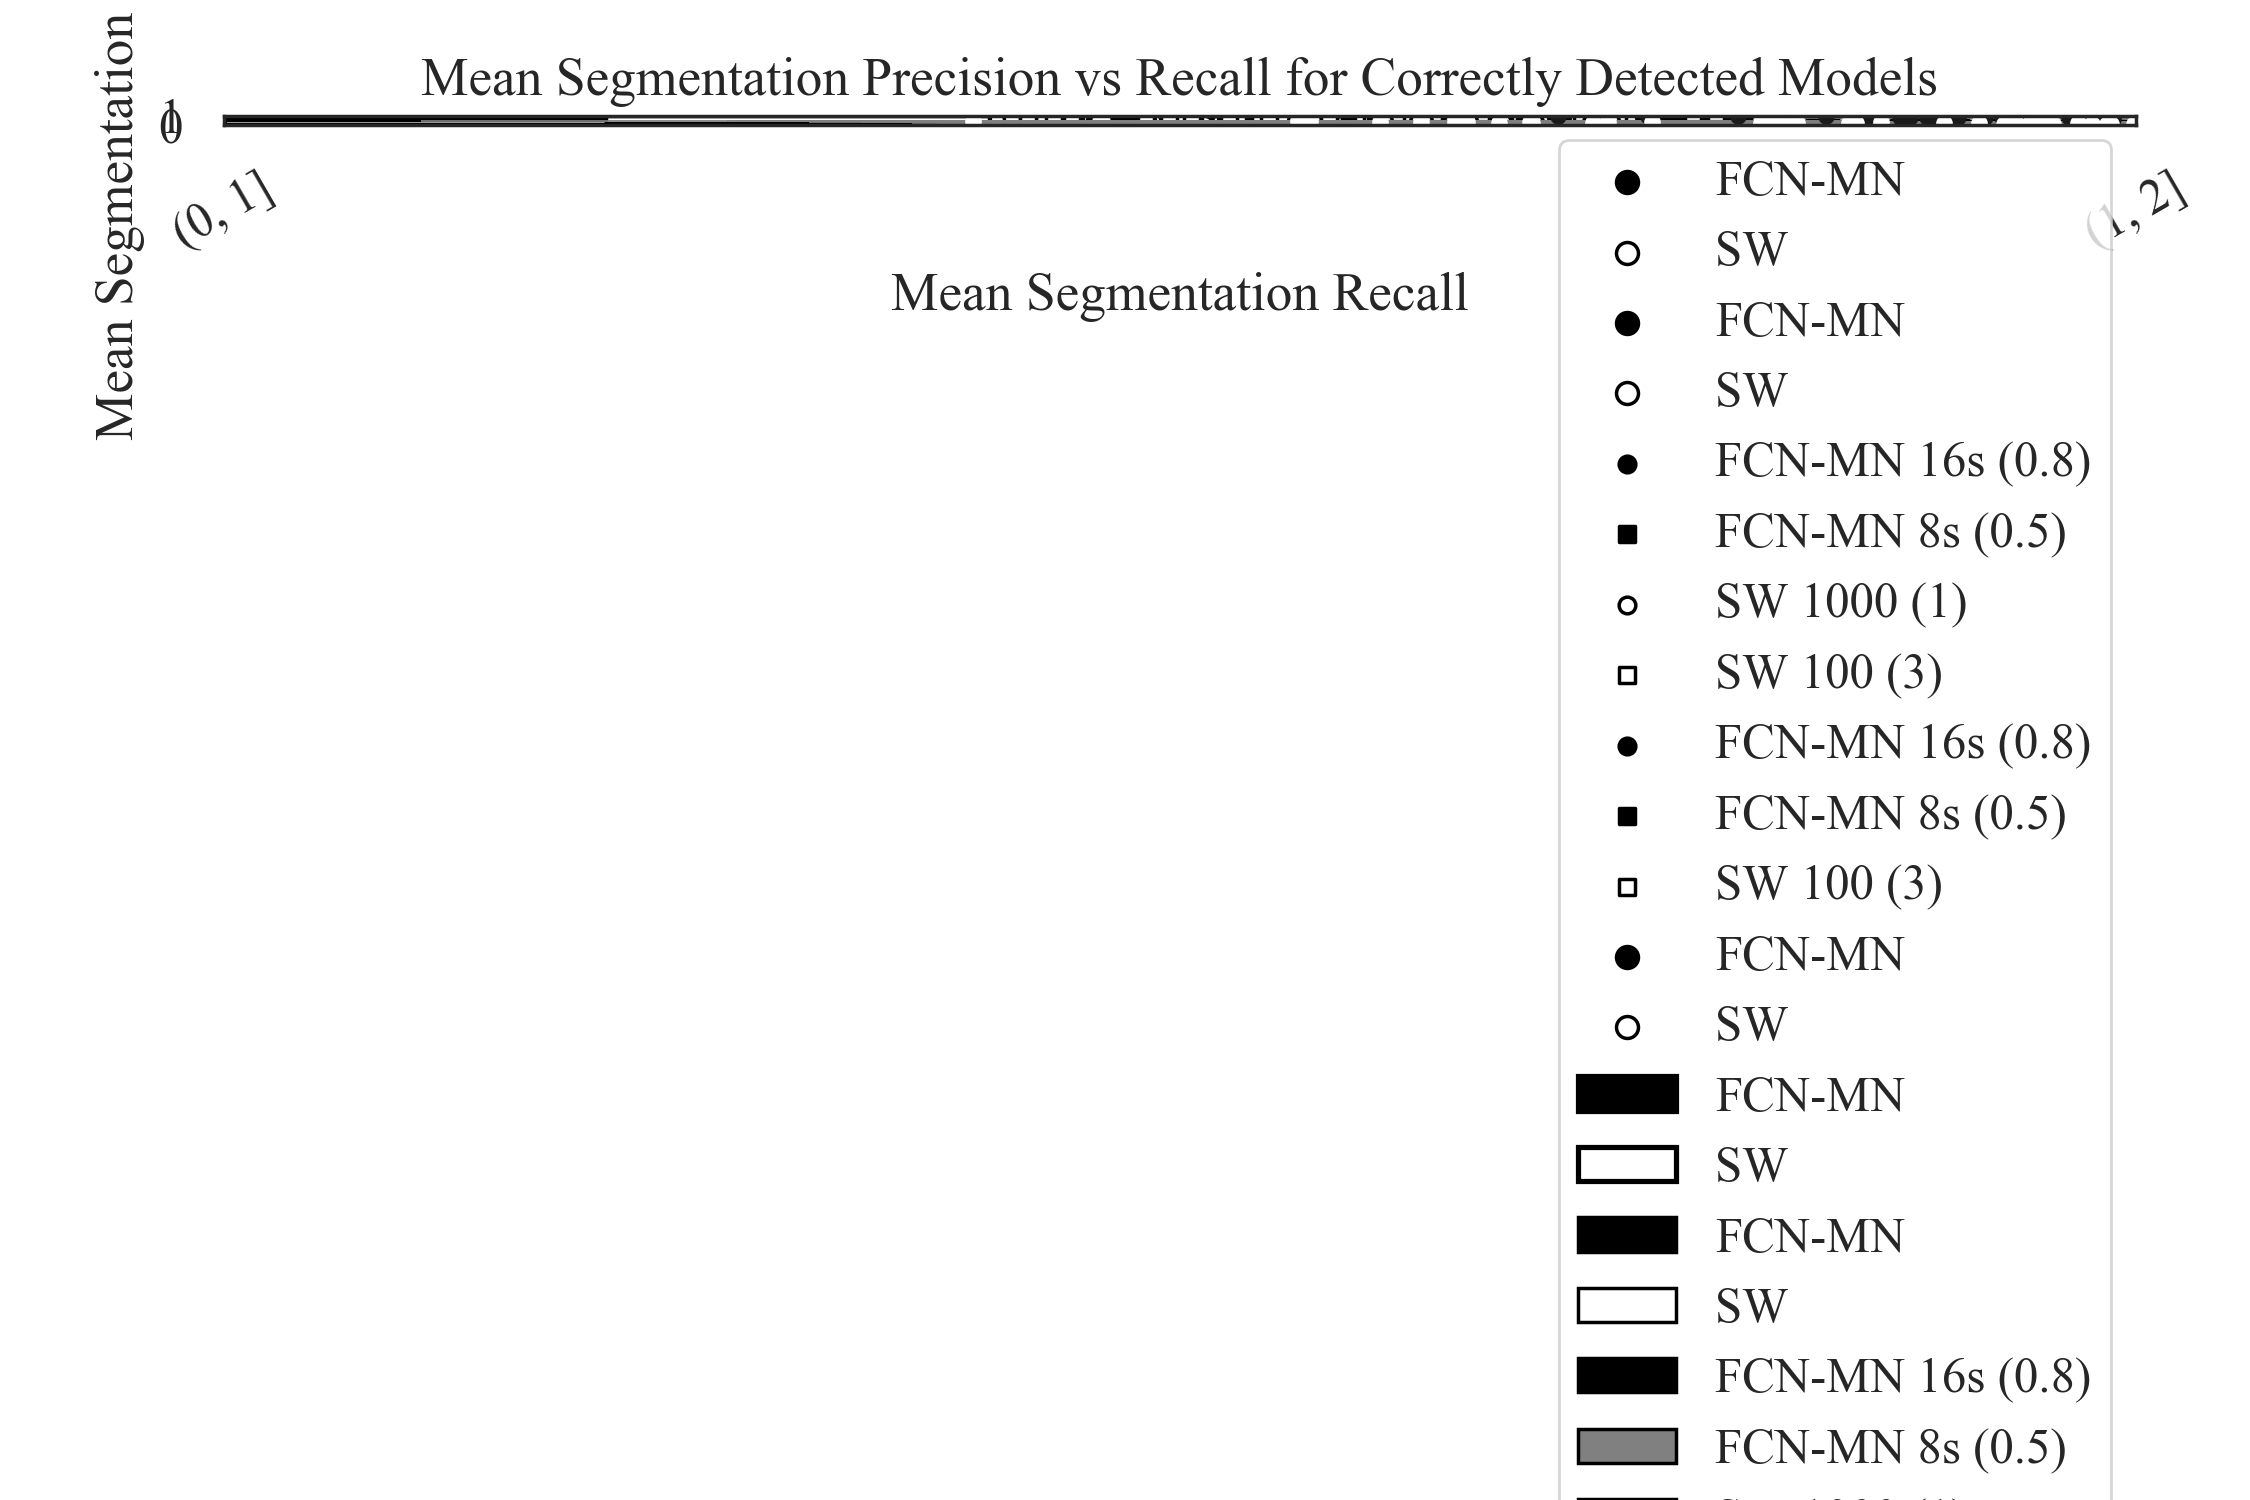 Mean Segmentation Precision vs Recall for Correctly Detected Models
Mean Segmentation
1
0
(0, 1]
(1, 2]
Mean Segmentation Recall
FCN-MN
SW
FCN-MN
SW
FCN-MN 16s (0.8)
FCN-MN 8s (0.5)
SW 1000 (1)
SW 100 (3)
FCN-MN 16s (0.8)
FCN-MN 8s (0.5)
SW 100 (3)
FCN-MN
SW
FCN-MN
SW
FCN-MN
SW
FCN-MN 16s (0.8)
FCN-MN 8s (0.5)